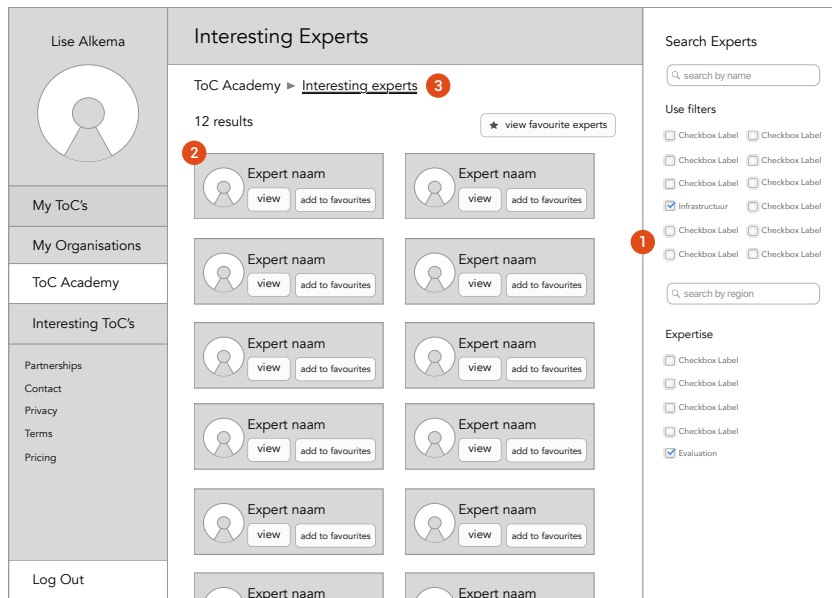 Lise Alkema
My ToC's
My Organisations
ToC Academy
Interesting ToC's
Partnerships
Contact
Privacy
Terms
Pricing
Log Out
Interesting Experts
ToC Academy ► Interesting experts 3
12 results
★ view favourite experts
2
Expert naam
view add to favourites
Expert naam
view add to favourites
Expert naam
view add to favourites
Expert naam
view add to favourites
Expert naam
view add to favourites
Expert naam
view add to favourites
Expert naam
view add to favourites
Expert naam
view add to favourites
Expert naam
view add to favourites
Expert naam
view add to favourites
Expert naam
Expert naam
Search Experts
search by name
Use filters
Checkbox Label Checkbox Label
Checkbox Label Checkbox Label
Checkbox Label Checkbox Label
Infrastructuur Checkbox Label
1
Checkbox Label Checkbox Label
Checkbox Label Checkbox Label
search by region
Expertise
Checkbox Label
Checkbox Label
Checkbox Label
Checkbox Label
Evaluation